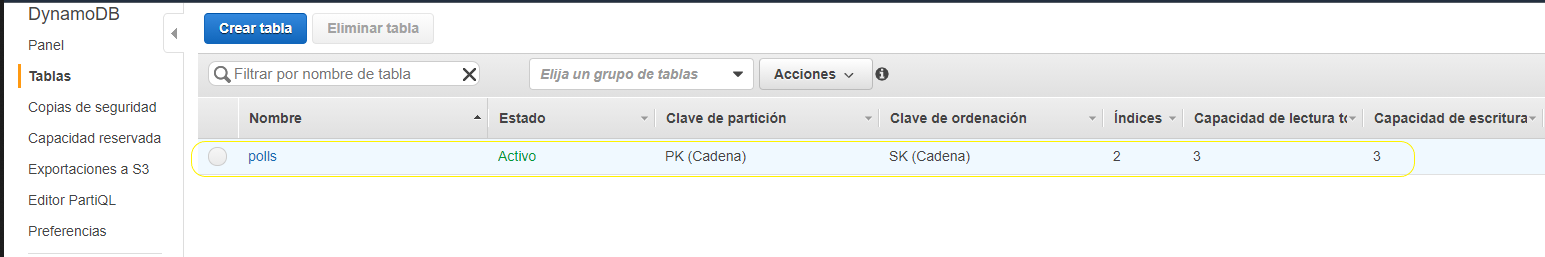 DynamoDB
Panel
Tablas
Copias de seguridad
Capacidad reservada
Exportaciones a S3
Editor PartiQL
Preferencias
Crear tabla Eliminar tabla
Filtrar por nombre de tabla Elija un grupo de tablas Acciones
Nombre Estado Clave de partición Clave de ordenación Índices Capacidad de lectura to Capacidad de escritura
polls Activo PK (Cadena) SK (Cadena) 2 3 3